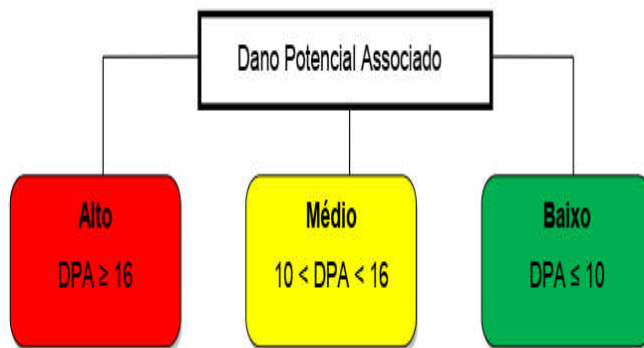 Dano Potencial Associado
Alto
DPA ≥ 16
Médio
10 < DPA < 16
Baixo
DPA ≤ 10